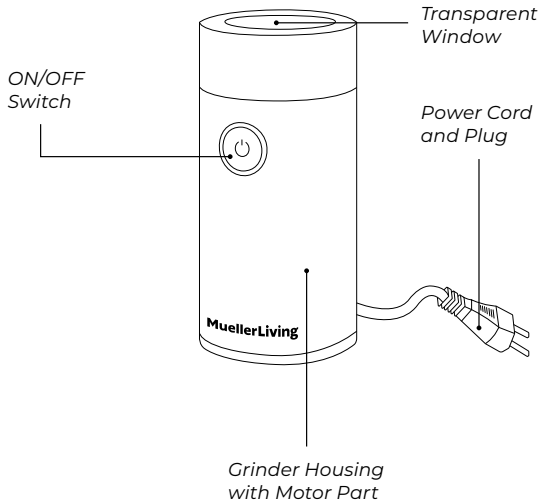 Transparent
Window
ON/OFF
Switch
Power Cord
and Plug
MuellerLiving
Grinder Housing
with Motor Part